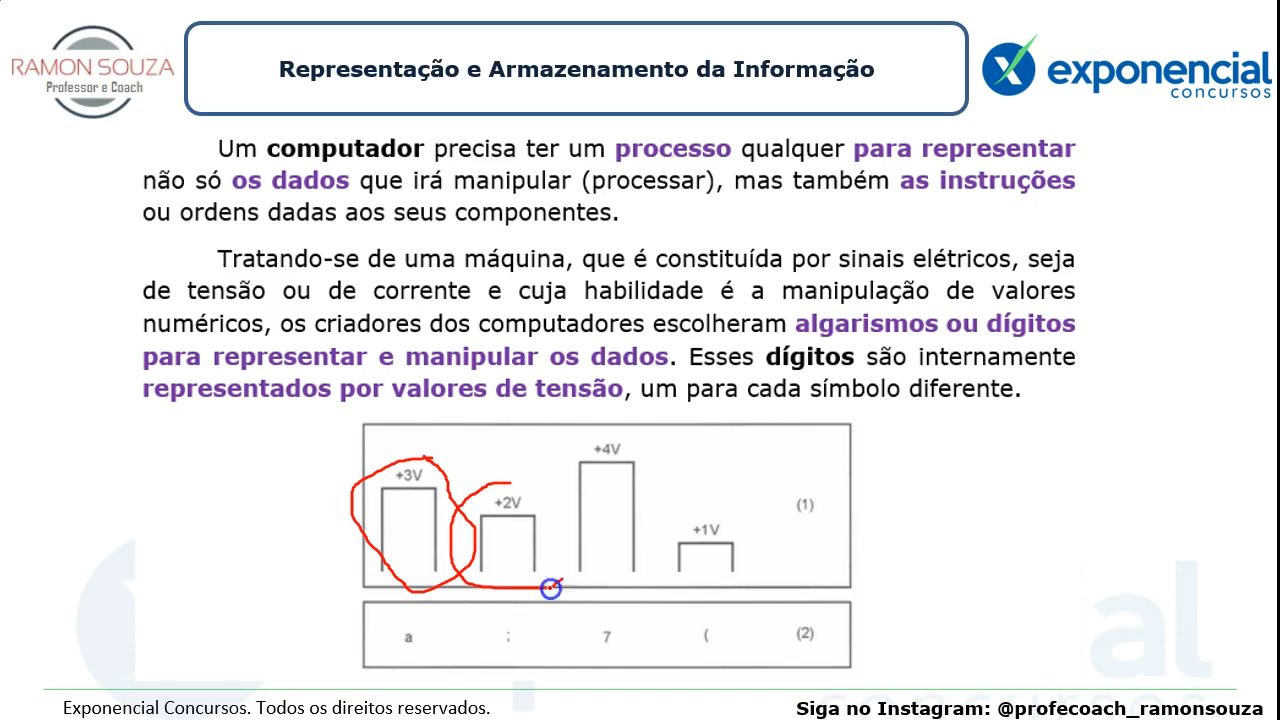 RAMON SOUZA
Professor e Coach
Representação e Armazenamento da Informação
exponencial
concursos
Um computador precisa ter um processo qualquer para representar
não só os dados que irá manipular (processar), mas também as instruções
ou ordens dadas aos seus componentes.
Tratando-se de uma máquina, que é constituída por sinais elétricos, seja
de tensão ou de corrente e cuja habilidade é a manipulação de valores
numéricos, os criadores dos computadores escolheram algarismos ou dígitos
para representar e manipular os dados. Esses dígitos são internamente
representados por valores de tensão, um para cada símbolo diferente.
+3V +2V +4V +1V (1)
a ; 7 ( (2)
Exponencial Concursos. Todos os direitos reservados.
Siga no Instagram: @profecoach_ramonsouza